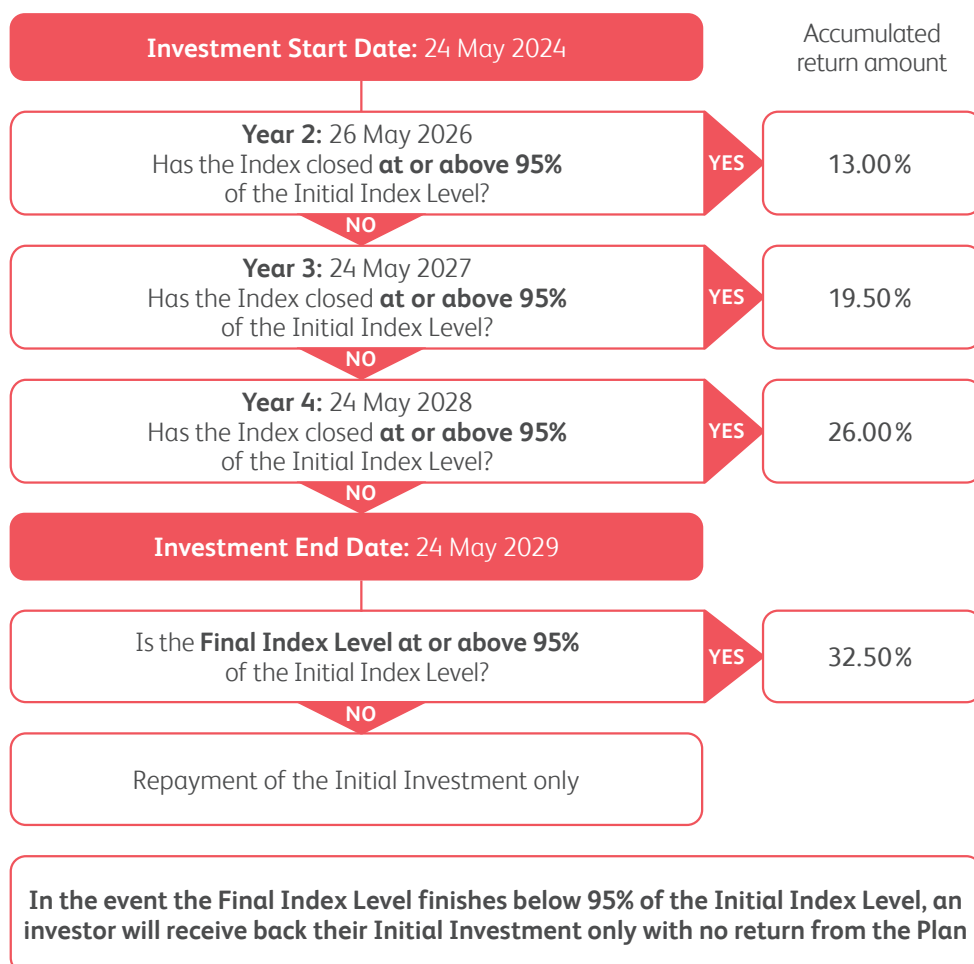 Investment Start Date: 24 May 2024
Accumulated
return amount
Year 2: 26 May 2026
Has the Index closed at or above 95%
of the Initial Index Level?
YES
13.00%
NO
Year 3: 24 May 2027
Has the Index closed at or above 95%
of the Initial Index Level?
YES
19.50%
NO
Year 4: 24 May 2028
Has the Index closed at or above 95%
of the Initial Index Level?
YES
26.00%
NO
Investment End Date: 24 May 2029
Is the Final Index Level at or above 95%
of the Initial Index Level?
YES
32.50%
NO
Repayment of the Initial Investment only
In the event the Final Index Level finishes below 95% of the Initial Index Level, an
investor will receive back their Initial Investment only with no return from the Plan